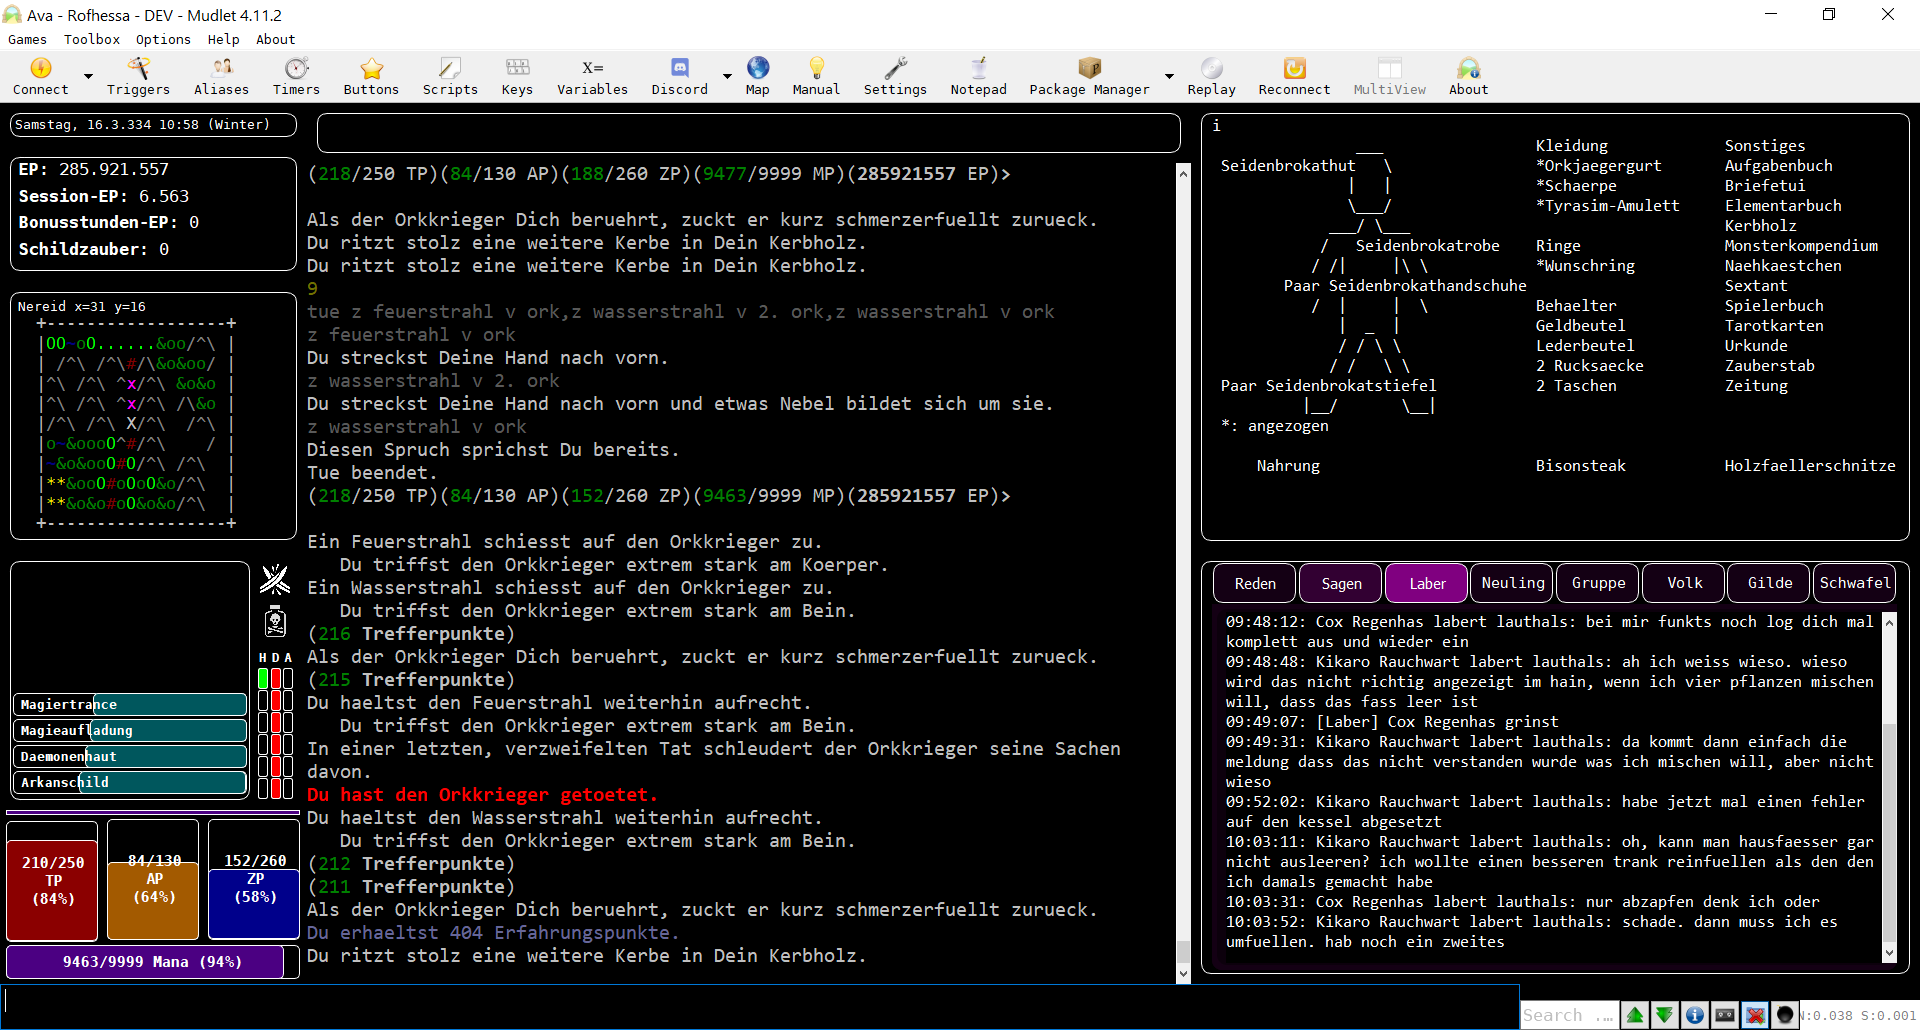 Ava - Rofhessa - DEV - Mudlet 4.11.2
Games Toolbox Options Help About
Connect Triggers Aliases Timers Buttons Scripts Keys Variables Discord Map Manual Settings Notepad Package Manager Replay Reconnect MultiView About
Samstag, 16.3.334 10:58 (Winter)
EP: 285.921.557
Session-EP: 6.563
Bonusstunden-EP: 0
Schildzauber: 0
Nereid x=31 y=16
+------------------+
|OO~oO......&oo/^\ |
| /^\ /^\#/\&o&oo/ |
|^\ /^\ ^x/^\ &o&o |
|^\ /^\ ^x/^\ /\&o |
|/^\ /^\ X/^\  /^\ |
|o~&oooO^#/^\    / |
|~&o&ooO#O/^\ /^\  |
|**&ooO#oOoO&o/^\  |
|**&o&o#oO&o&o/^\  |
+------------------+
Magiertrance
Magieaufladung
Daemonenhaut
Arkanschild
H D A
210/250 TP (84%)
84/130 AP (64%)
152/260 ZP (58%)
9463/9999 Mana (94%)
(218/250 TP)(84/130 AP)(188/260 ZP)(9477/9999 MP)(285921557 EP)>
Als der Orkkrieger Dich beruehrt, zuckt er kurz schmerzerfuellt zurueck.
Du ritzt stolz eine weitere Kerbe in Dein Kerbholz.
Du ritzt stolz eine weitere Kerbe in Dein Kerbholz.
9
tue z feuerstrahl v ork,z wasserstrahl v 2. ork,z wasserstrahl v ork
z feuerstrahl v ork
Du streckst Deine Hand nach vorn.
z wasserstrahl v 2. ork
Du streckst Deine Hand nach vorn und etwas Nebel bildet sich um sie.
z wasserstrahl v ork
Diesen Spruch sprichst Du bereits.
Tue beendet.
(218/250 TP)(84/130 AP)(152/260 ZP)(9463/9999 MP)(285921557 EP)>
Ein Feuerstrahl schiesst auf den Orkkrieger zu.
Du triffst den Orkkrieger extrem stark am Koerper.
Ein Wasserstrahl schiesst auf den Orkkrieger zu.
Du triffst den Orkkrieger extrem stark am Bein.
(216 Trefferpunkte)
Als der Orkkrieger Dich beruehrt, zuckt er kurz schmerzerfuellt zurueck.
(215 Trefferpunkte)
Du haeltst den Feuerstrahl weiterhin aufrecht.
Du triffst den Orkkrieger extrem stark am Bein.
In einer letzten, verzweifelten Tat schleudert der Orkkrieger seine Sachen
davon.
Du hast den Orkkrieger getoetet.
Du haeltst den Wasserstrahl weiterhin aufrecht.
Du triffst den Orkkrieger extrem stark am Bein.
(212 Trefferpunkte)
(211 Trefferpunkte)
Als der Orkkrieger Dich beruehrt, zuckt er kurz schmerzerfuellt zurueck.
Du erhaeltst 404 Erfahrungspunkte.
Du ritzt stolz eine weitere Kerbe in Dein Kerbholz.
i
Kleidung Sonstiges
Seidenbrokathut *Orkjaegergurt Aufgabenbuch
*Schaerpe Briefetui
*Tyrasim-Amulett Elementarbuch
Kerbholz
Seidenbrokatrobe Ringe Monsterkompendium
*Wunschring Naehkaestchen
Paar Seidenbrokathandschuhe Sextant
Behaelter Spielerbuch
Geldbeutel Tarotkarten
Lederbeutel Urkunde
2 Rucksaecke Zauberstab
Paar Seidenbrokatstiefel 2 Taschen Zeitung
*: angezogen
Nahrung Bisonsteak Holzfaellerschnitze
Reden Sagen Laber Neuling Gruppe Volk Gilde Schwafel
09:48:12: Cox Regenhas labert lauthals: bei mir funkts noch log dich mal
komplett aus und wieder ein
09:48:48: Kikaro Rauchwart labert lauthals: ah ich weiss wieso. wieso
wird das nicht richtig angezeigt im hain, wenn ich vier pflanzen mischen
will, dass das fass leer ist
09:49:07: [Laber] Cox Regenhas grinst
09:49:31: Kikaro Rauchwart labert lauthals: da kommt dann einfach die
meldung dass das nicht verstanden wurde was ich mischen will, aber nicht
wieso
09:52:02: Kikaro Rauchwart labert lauthals: habe jetzt mal einen fehler
auf den kessel abgesetzt
10:03:11: Kikaro Rauchwart labert lauthals: oh, kann man hausfaesser gar
nicht ausleeren? ich wollte einen besseren trank reinfuellen als den den
ich damals gemacht habe
10:03:31: Cox Regenhas labert lauthals: nur abzapfen denk ich oder
10:03:52: Kikaro Rauchwart labert lauthals: schade. dann muss ich es
umfuellen. hab noch ein zweites
Search ...
N:0.038 S:0.001